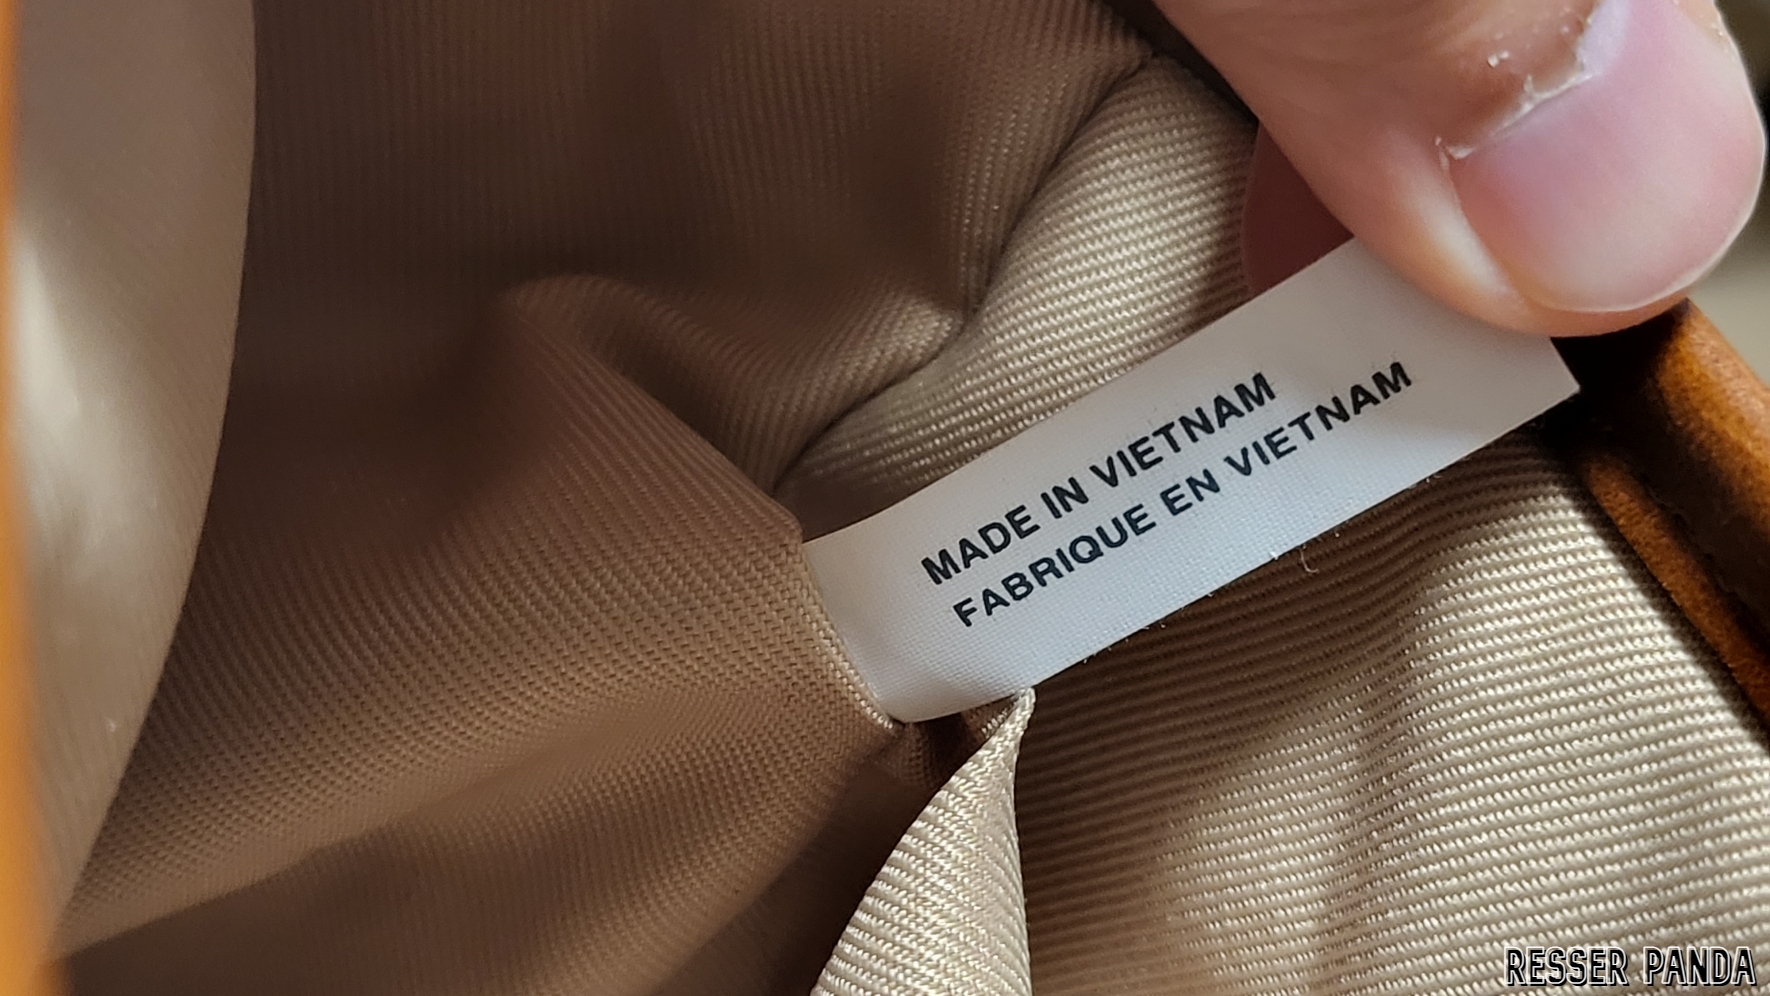 MADE IN VIETNAM
FABRIQUE EN VIETNAM
RESSER PANDA